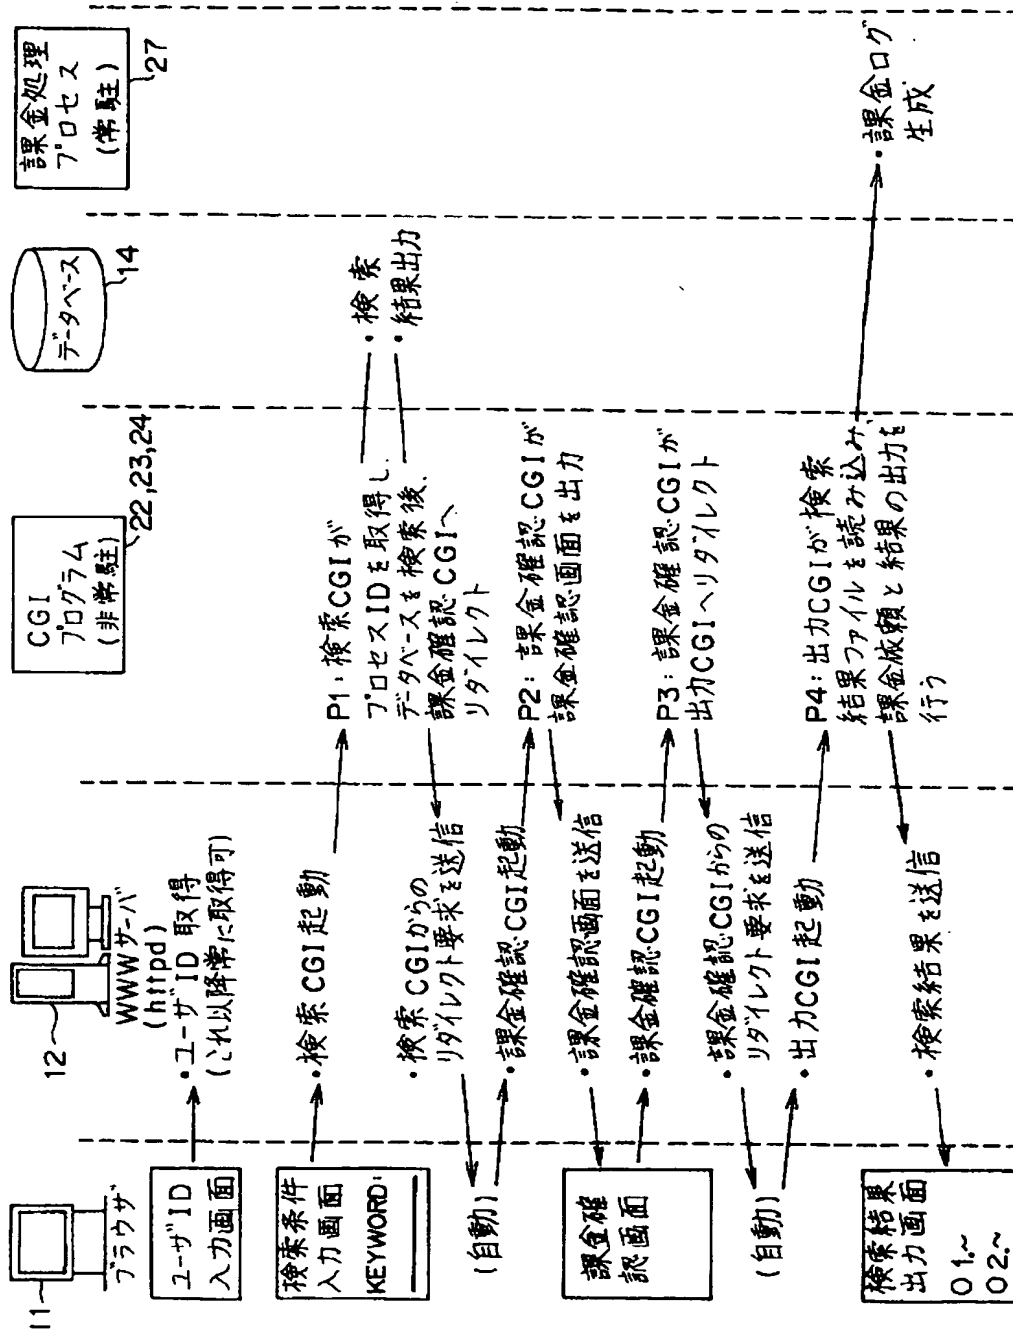 11
ブラウザ
12
WWWサーバ
(httpd)
CGI
プログラム
(非常駐)
22,23,24
データベース
14
課金処理
プロセス
(常駐)
27
ユーザID
入力画面
・ユーザID取得
(これ以降常に取得可)
検索条件
入力画面
KEYWORD:
・検索CGI起動
P1:検索CGIが
プロセスIDを取得し、
データベースを検索後、
課金確認CGIへ
リダイレクト
・検索
・結果出力
・検索CGIからの
リダイレクト要求を送信
(自動)
・課金確認CGI起動
P2:課金確認CGIが
課金確認画面を出力
・課金確認画面を送信
課金確
認画面
・課金確認CGI起動
P3:課金確認CGIが
出力CGIへリダイレクト
・課金確認CGIからの
リダイレクト要求を送信
(自動)
・出力CGI起動
P4:出力CGIが検索
結果ファイルを読み込み、
課金依頼と結果の出力を
行う
・課金ログ
生成
・検索結果を送信
検索結果
出力画面
○1.~
○2.~